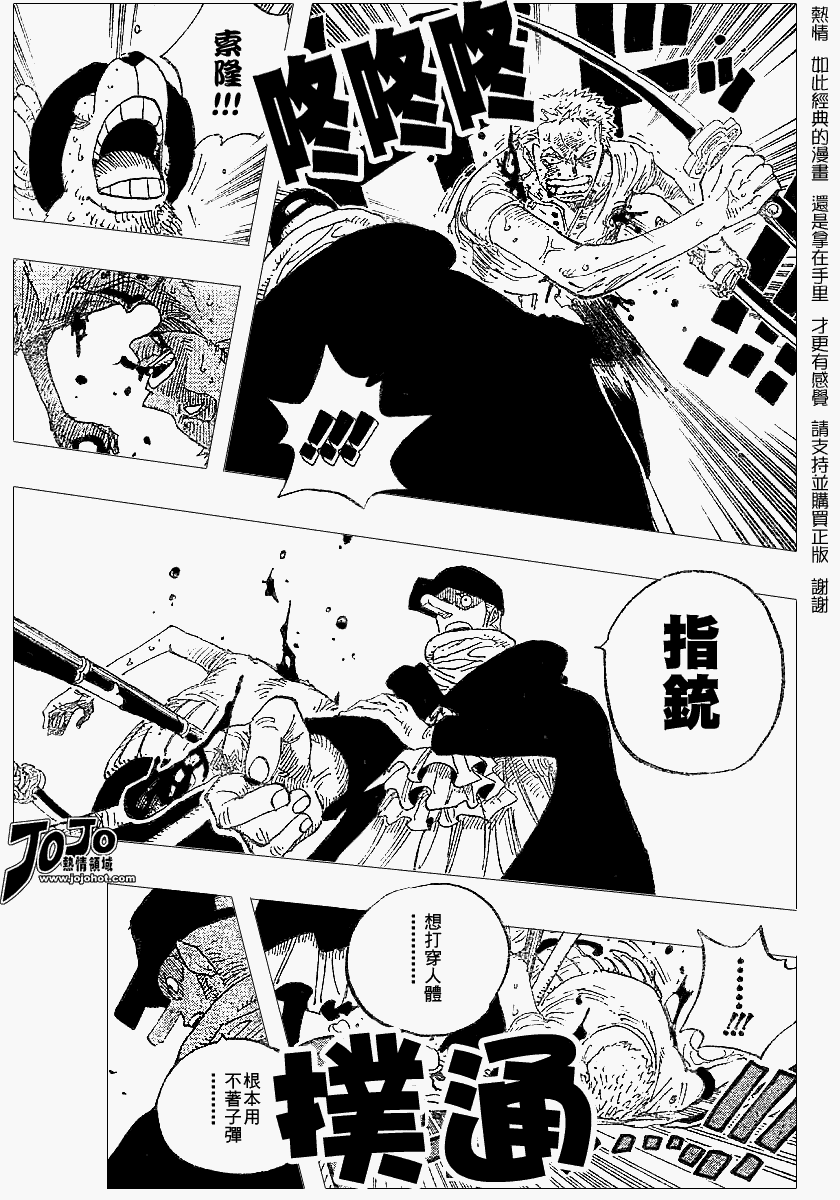 咚咚咚
索隆!!!
!!!!
指銃
想打穿人體…………
………!!!
根本用
不著子彈………
撲通
熱情 如此經典的漫畫 還是拿在手里 才更有感覺 請支持並購買正版 謝謝
JOJO
熱情領域
www.jojohot.com